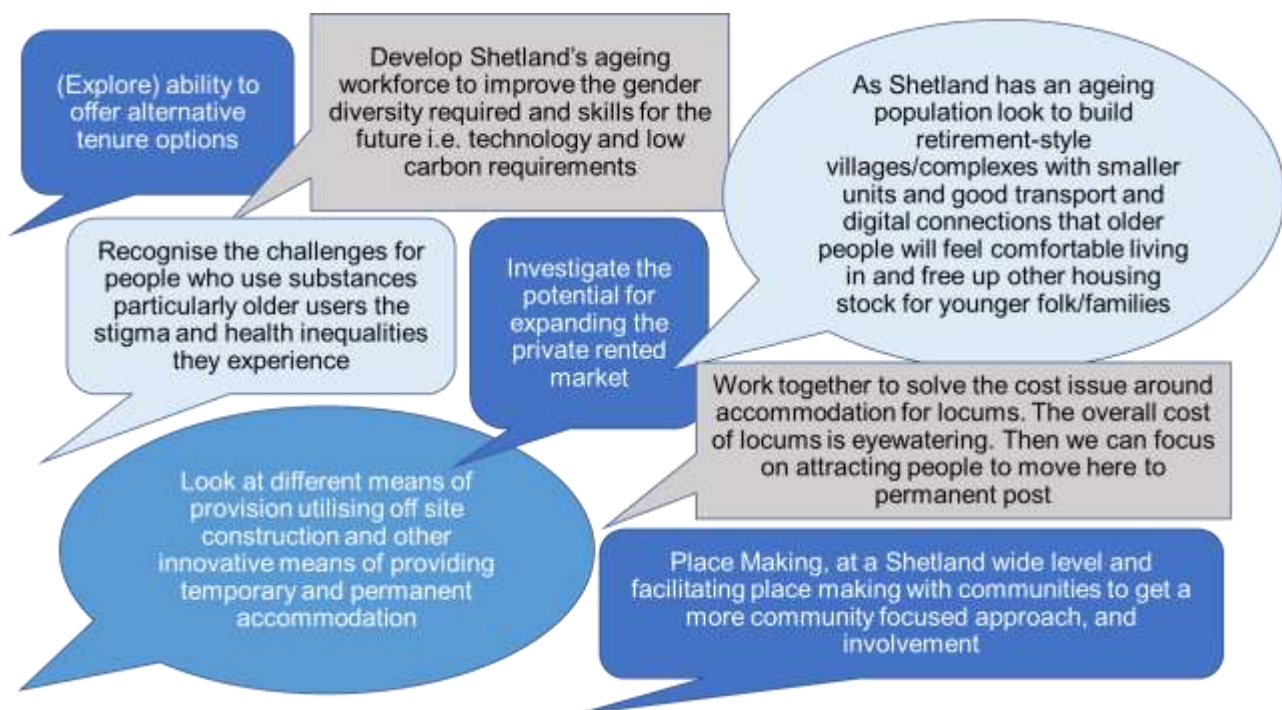 (Explore) ability to
offer alternative
tenure options
Develop Shetland's ageing
workforce to improve the gender
diversity required and skills for the
future i.e. technology and low
carbon requirements
As Shetland has an ageing
population look to build
retirement-style
villages/complexes with smaller
units and good transport and
digital connections that older
people will feel comfortable living
in and free up other housing
stock for younger folk/families
Recognise the challenges for
people who use substances
particularly older users the
stigma and health inequalities
they experience
Investigate the
potential for
expanding the
private rented
market
Work together to solve the cost issue around
accommodation for locums. The overall cost
of locums is eyewatering. Then we can focus
on attracting people to move here to
permanent post
Look at different means of
provision utilising off site
construction and other
innovative means of providing
temporary and permanent
accommodation
Place Making, at a Shetland wide level and
facilitating place making with communities to get a
more community focused approach, and
involvement